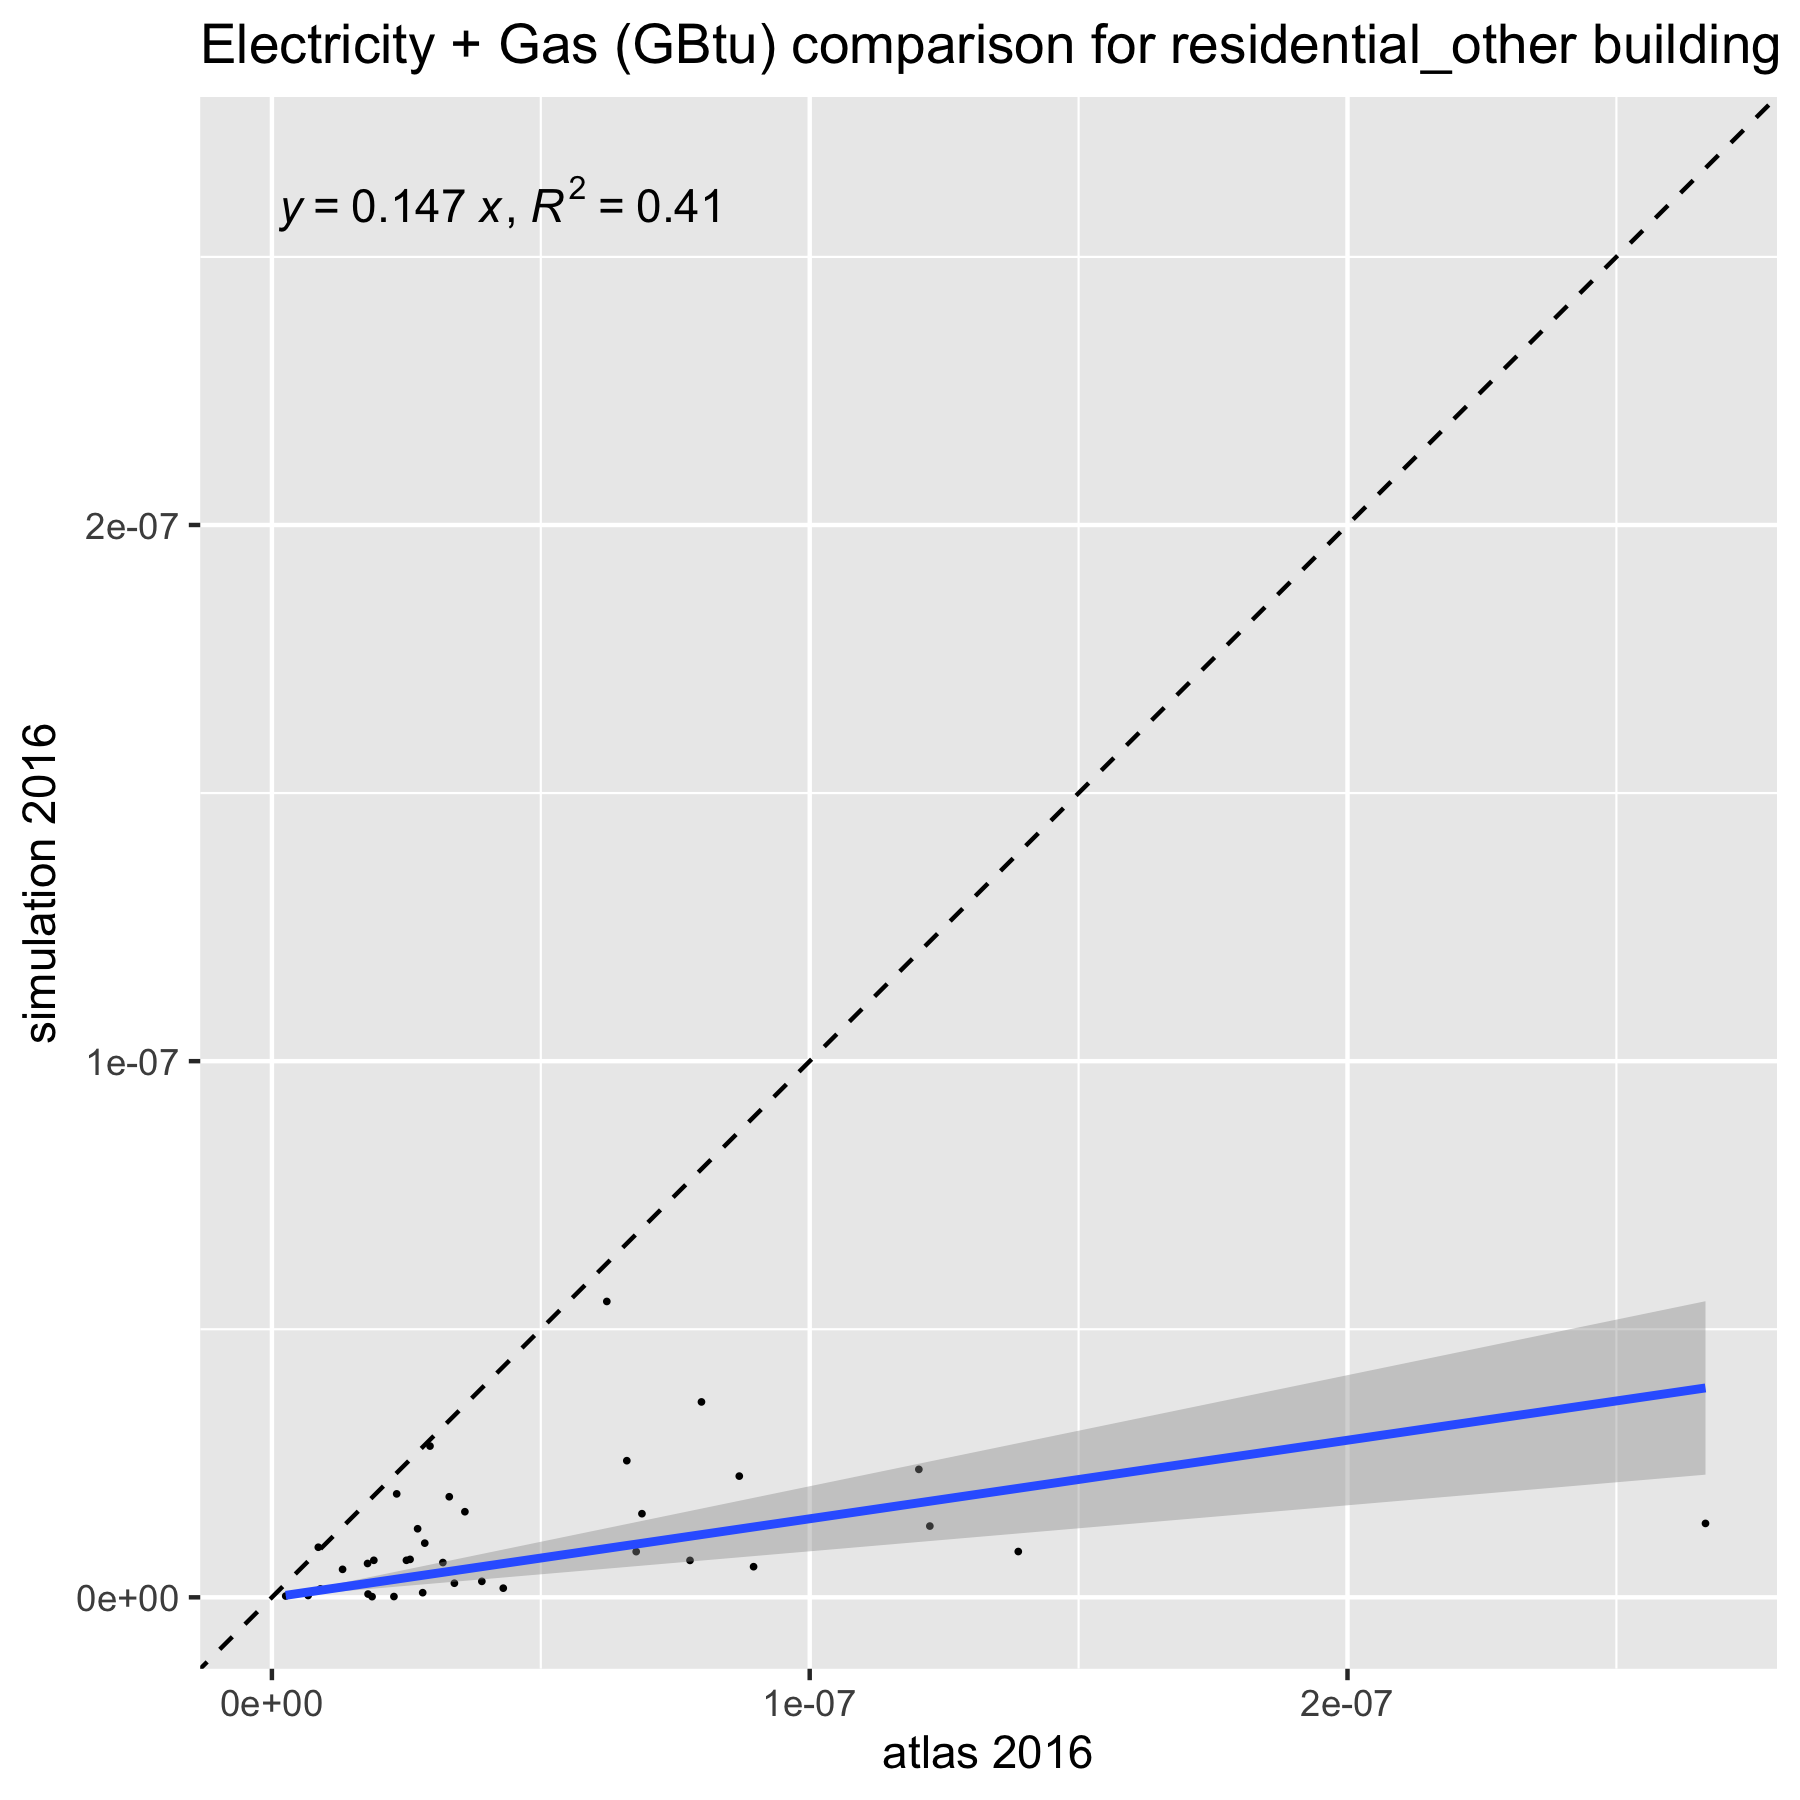 Electricity + Gas (GBtu) comparison for residential_other building
y = 0.147 x, R² = 0.41
2e-07
1e-07
0e+00
simulation 2016
0e+00
1e-07
2e-07
atlas 2016